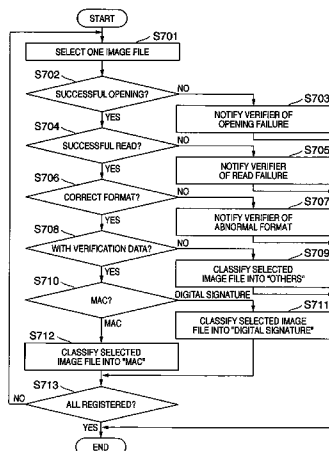 START
S701
SELECT ONE IMAGE FILE
S702
SUCCESSFUL OPENING?
NO
S703
NOTIFY VERIFIER OF
OPENING FAILURE
YES
S704
SUCCESSFUL READ?
NO
S705
NOTIFY VERIFIER
OF READ FAILURE
YES
S706
CORRECT FORMAT?
NO
S707
NOTIFY VERIFIER OF
ABNORMAL FORMAT
YES
S708
WITH VERIFICATION DATA?
NO
S709
CLASSIFY SELECTED
IMAGE FILE INTO "OTHERS"
YES
S710
MAC?
DIGITAL SIGNATURE
S711
CLASSIFY SELECTED IMAGE
FILE INTO "DIGITAL SIGNATURE"
MAC
S712
CLASSIFY SELECTED
IMAGE FILE INTO "MAC"
S713
NO
ALL REGISTERED?
YES
END